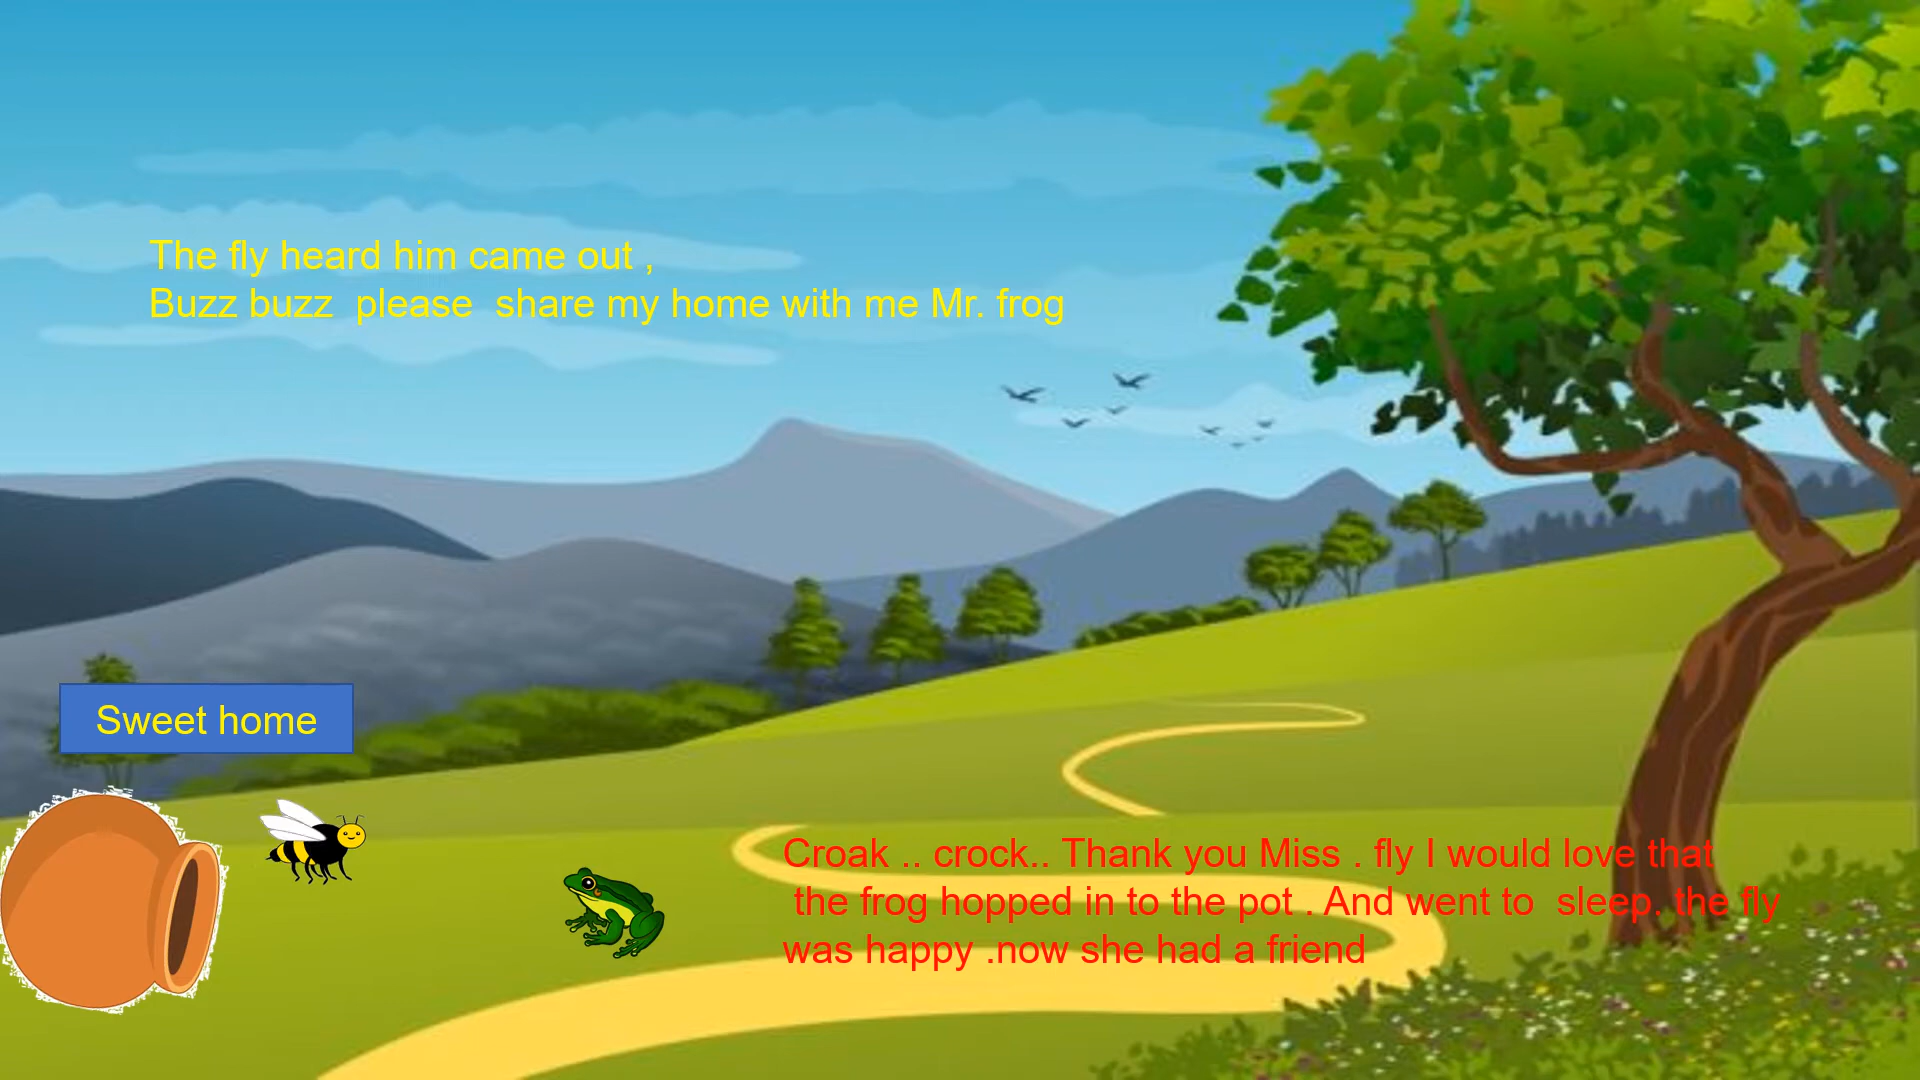 The fly heard him came out ,
Buzz buzz  please  share my home with me Mr. frog
Sweet home
Croak .. crock.. Thank you Miss . fly I would love that
the frog hopped in to the pot . And went to  sleep. the fly
was happy .now she had a friend